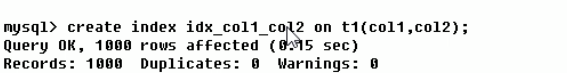 mysql> create index idx_col1_col2 on t1(col1,col2);
Query OK, 1000 rows affected (0.15 sec)
Records: 1000  Duplicates: 0  Warnings: 0